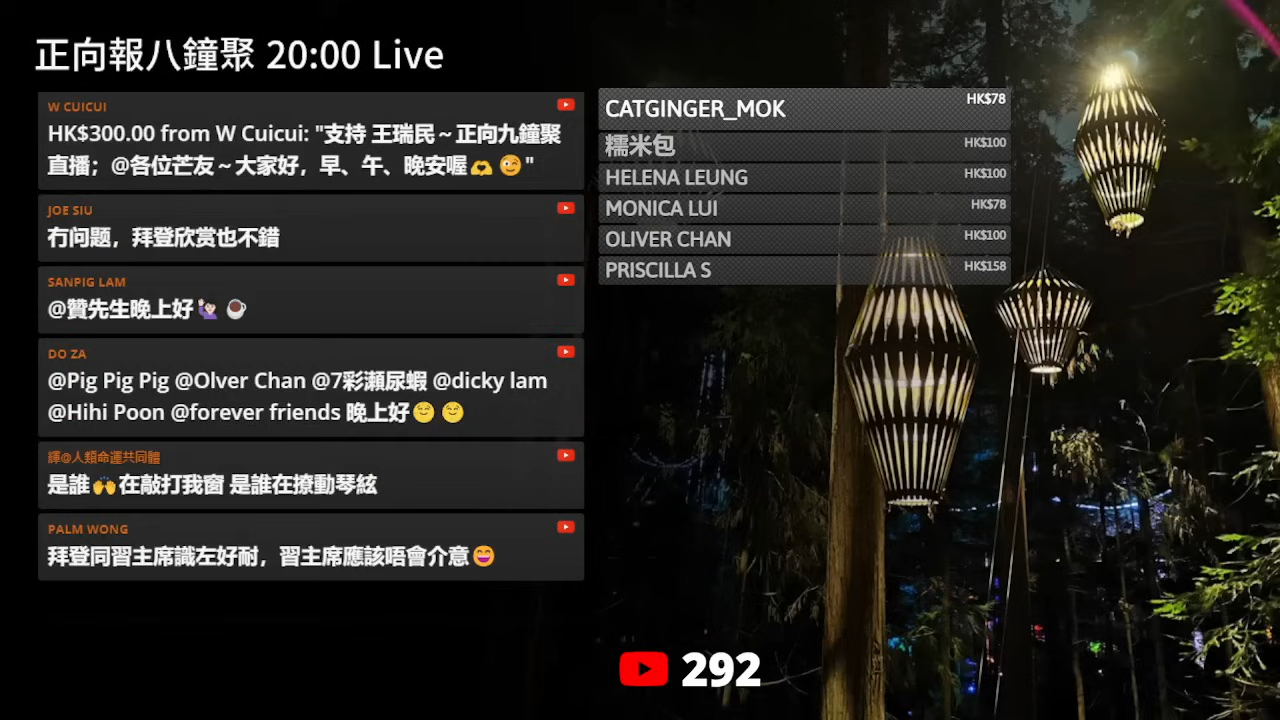 正向報八鐘聚 20:00 Live
W CUICUI
HK$300.00 from W Cuicui: "支持 王瑞民～正向九鐘聚
直播；@各位芒友～大家好，早、午、晚安喔🫶😉"
JOE SIU
冇问题，拜登欣赏也不錯
SANPIG LAM
@贊先生晚上好🙋🏻‍♀️☕
DO ZA
@Pig Pig Pig @Olver Chan @7彩瀨尿蝦 @dicky lam
@Hihi Poon @forever friends 晚上好😌😌
譯@人類命運共同體
是誰🙌在敲打我窗 是誰在撩動琴絃
PALM WONG
拜登同習主席識左好耐，習主席應該唔會介意😄
CATGINGER_MOK HK$78
糯米包 HK$100
HELENA LEUNG HK$100
MONICA LUI HK$78
OLIVER CHAN HK$100
PRISCILLA S HK$158
292